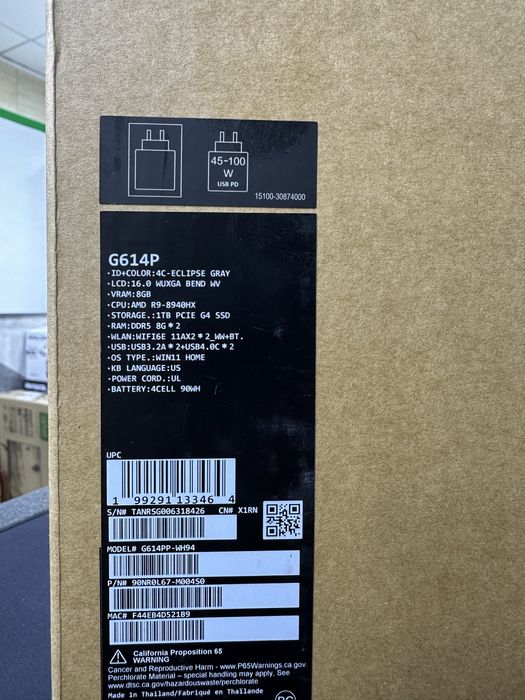 45-100
W
USB PD
15100-30874000
G614P
·ID+COLOR:4C-ECLIPSE GRAY
·LCD:16.0 WUXGA BEND WV
·VRAM:8GB
·CPU:AMD R9-8940HX
·STORAGE.:1TB PCIE G4 SSD
·RAM:DDR5 8G*2
·WLAN:WIFI6E 11AX2*2_WW+BT.
·USB:USB3.2A*2+USB4.0C*2
·OS TYPE.:WIN11 HOME
·KB LANGUAGE:US
·POWER CORD.:UL
·BATTERY:4CELL 90WH
UPC
1 99291 13346 4
S/N# TANRSG006318426 CN# X1RN
MODEL# G614PP-WH94
P/N# 90NR0L67-M004S0
MAC# F44EB4D521B9
California Proposition 65
WARNING
Cancer and Reproductive Harm - www.P65Warnings.ca.gov
Perchlorate Material – special handling may apply. See
www.dtsc.ca.gov/hazardouswaste/perchlorate
Made in Thailand/Fabriqué en Thaïlande